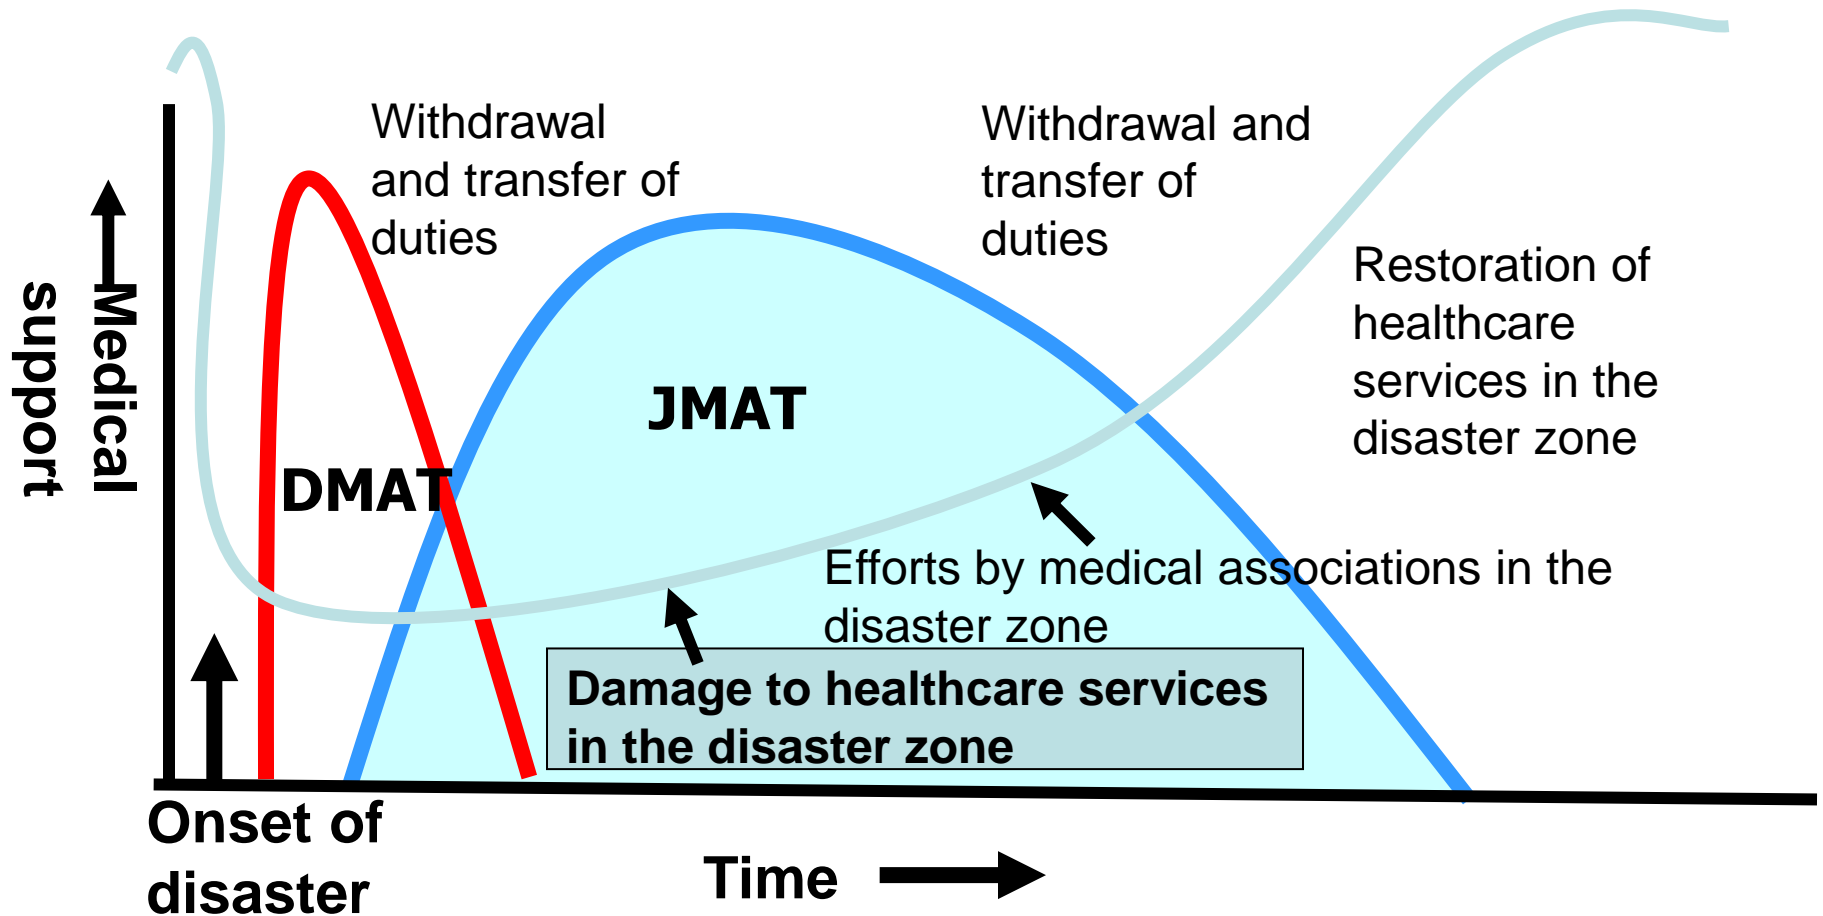 Withdrawal
and transfer of
duties
Withdrawal and
transfer of
duties
Restoration of
healthcare
services in the
disaster zone
Medical
support
JMAT
DMAT
Efforts by medical associations in the
disaster zone
Damage to healthcare services
in the disaster zone
Onset of
disaster
Time